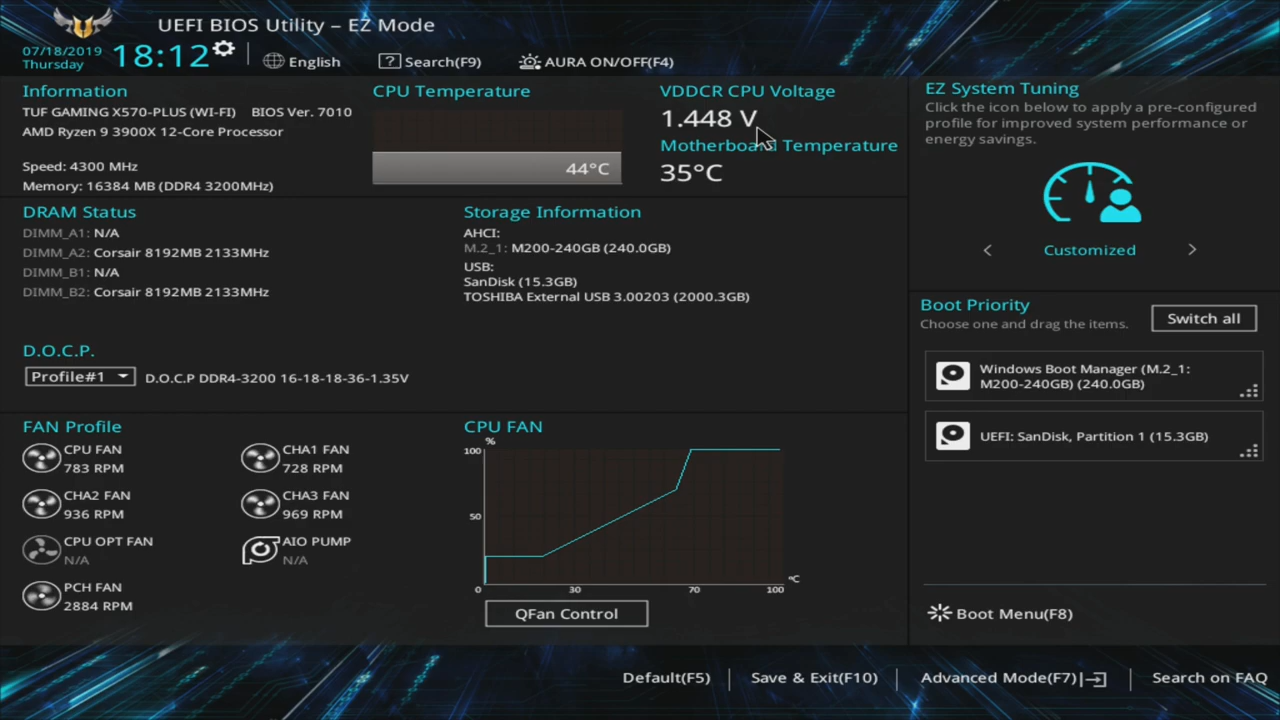 UEFI BIOS Utility – EZ Mode
07/18/2019
Thursday
18:12
English
Search(F9)
AURA ON/OFF(F4)
Information
TUF GAMING X570-PLUS (WI-FI) BIOS Ver. 7010
AMD Ryzen 9 3900X 12-Core Processor
Speed: 4300 MHz
Memory: 16384 MB (DDR4 3200MHz)
CPU Temperature
44°C
VDDCR CPU Voltage
1.448 V
Motherboard Temperature
35°C
EZ System Tuning
Click the icon below to apply a pre-configured
profile for improved system performance or
energy savings.
Customized
DRAM Status
DIMM_A1: N/A
DIMM_A2: Corsair 8192MB 2133MHz
DIMM_B1: N/A
DIMM_B2: Corsair 8192MB 2133MHz
Storage Information
AHCI:
M.2_1: M200-240GB (240.0GB)
USB:
SanDisk (15.3GB)
TOSHIBA External USB 3.00203 (2000.3GB)
D.O.C.P.
Profile#1
D.O.C.P DDR4-3200 16-18-18-36-1.35V
Boot Priority
Choose one and drag the items.
Switch all
Windows Boot Manager (M.2_1:
M200-240GB) (240.0GB)
UEFI: SanDisk, Partition 1 (15.3GB)
FAN Profile
CPU FAN
783 RPM
CHA1 FAN
728 RPM
CHA2 FAN
936 RPM
CHA3 FAN
969 RPM
CPU OPT FAN
N/A
AIO PUMP
N/A
PCH FAN
2884 RPM
CPU FAN
%
100
50
0 30 70 100
°C
QFan Control
Boot Menu(F8)
Default(F5)
Save & Exit(F10)
Advanced Mode(F7)
Search on FAQ